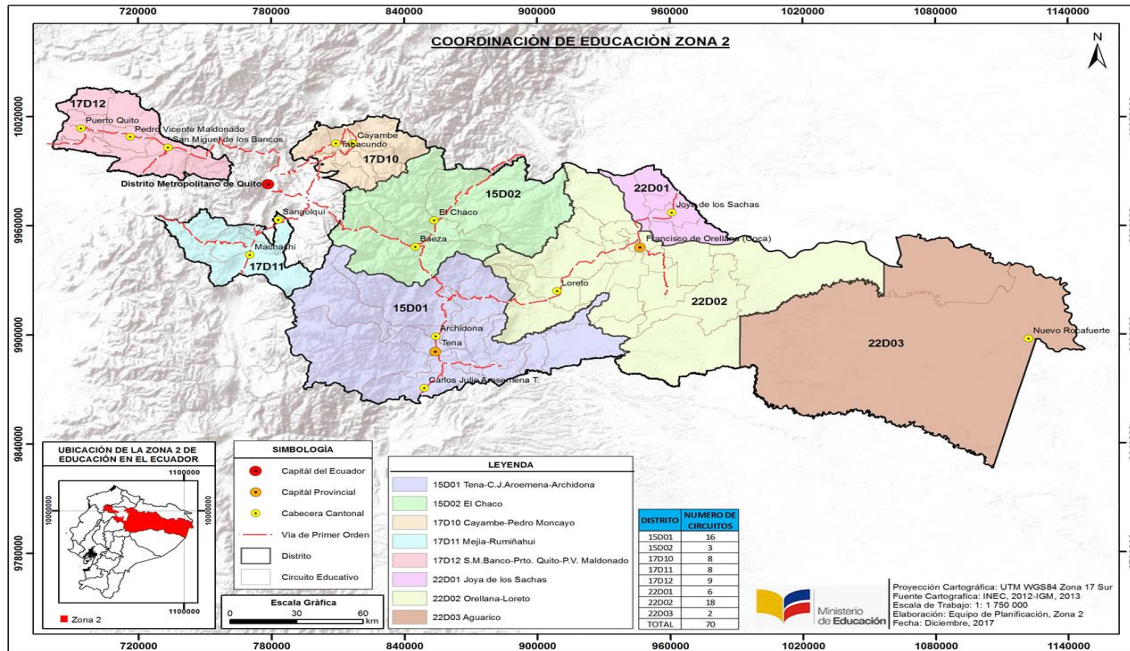 720000 780000 840000 900000 960000 1020000 1080000 1140000
COORDINACIÒN DE EDUCACIÒN ZONA 2
N
10020000
9960000
9900000
9840000
9780000
17D12
Puerto Quito
Pedro Vicente Maldonado
San Miguel de los Bancos
Cayambe
Tabacundo
17D10
Distrito Metropolitano de Quito
15D02
22D01
Joya de los Sachas
Sangolquí
El Chaco
Machachi
17D11
Baeza
Francisco de Orellana (Coca)
Loreto
15D01
22D02
Archidona
Tena
22D03
Nuevo Rocafuerte
Carlos Julio Arosemena T.
UBICACIÓN DE LA ZONA 2 DE
EDUCACIÓN EN EL ECUADOR
1100000
10000000
10000000
1100000
Zona 2
SIMBOLOGÌA
Capitàl del Ecuador
Capitàl Provincial
Cabecera Cantonal
Via de Primer Orden
Distrito
Circuito Educativo
Escala Gràfica
0 30 60
km
LEYENDA
15D01 Tena-C.J.Aroemena-Archidona
15D02 El Chaco
17D10 Cayambe-Pedro Moncayo
17D11 Mejia-Rumiñahui
17D12 S.M.Banco-Prto. Quito-P.V. Maldonado
22D01 Joya de los Sachas
22D02 Orellana-Loreto
22D03 Aguarico
DISTRITO NUMERO DE CIRCUITOS
15D01 16
15D02 3
17D10 8
17D11 8
17D12 9
22D01 6
22D02 18
22D03 2
TOTAL 70
Ministerio
de Educación
Proyección Cartográfica: UTM WGS84 Zona 17 Sur
Fuente Cartografica: INEC, 2012-IGM, 2013
Escala de Trabajo: 1: 1 750 000
Elaboración: Equipo de Planificación, Zona 2
Fecha: Diciembre, 2017
720000 780000 840000 900000 960000 1020000 1080000 1140000